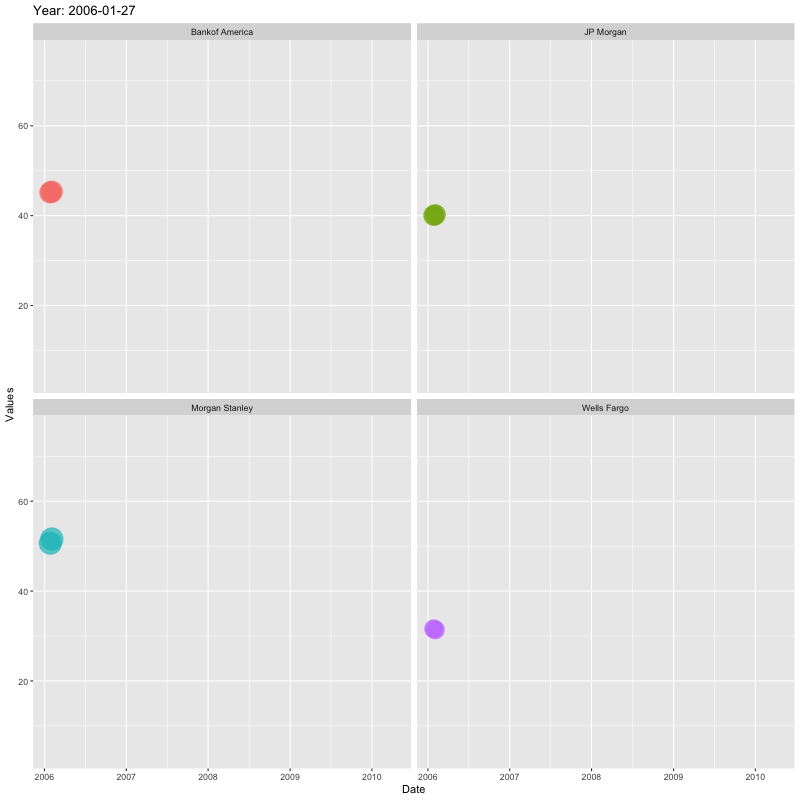 Year: 2006-01-27
Bankof America
JP Morgan
60
40
20
Values
Morgan Stanley
Wells Fargo
60
40
20
2006 2007 2008 2009 2010
2006 2007 2008 2009 2010
Date